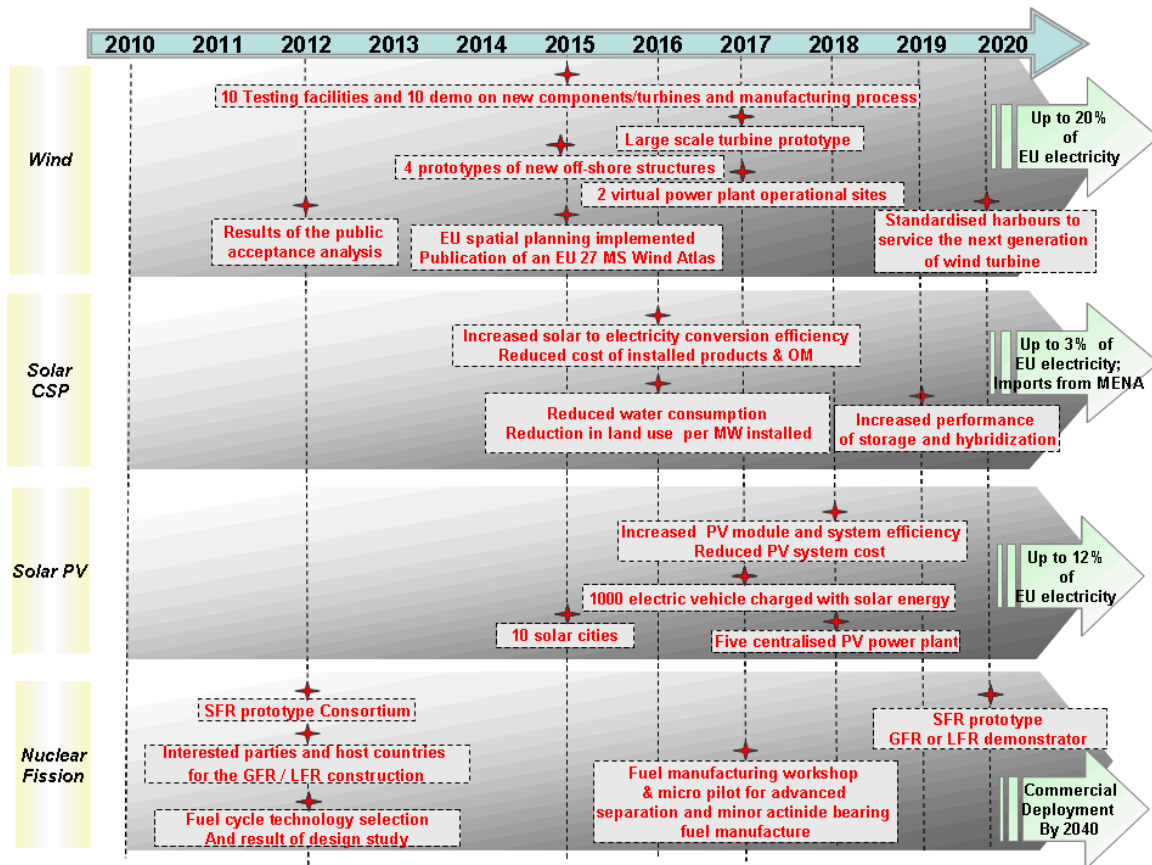 2010 2011 2012 2013 2014 2015 2016 2017 2018 2019 2020
Wind
10 Testing facilities and 10 demo on new components/turbines and manufacturing process
Large scale turbine prototype
4 prototypes of new off-shore structures
2 virtual power plant operational sites
Results of the public
acceptance analysis
EU spatial planning implemented
Publication of an EU 27 MS Wind Atlas
Standardised harbours to
service the next generation
of wind turbine
Up to 20%
of
EU electricity
Solar
CSP
Increased solar to electricity conversion efficiency
Reduced cost of installed products & OM
Reduced water consumption
Reduction in land use per MW installed
Increased performance
of storage and hybridization
Up to 3% of
EU electricity;
Imports from MENA
Solar PV
Increased PV module and system efficiency
Reduced PV system cost
1000 electric vehicle charged with solar energy
10 solar cities
Five centralised PV power plant
Up to 12%
of
EU electricity
Nuclear
Fission
SFR prototype Consortium
Interested parties and host countries
for the GFR / LFR construction
Fuel cycle technology selection
And result of design study
Fuel manufacturing workshop
& micro pilot for advanced
separation and minor actinide bearing
fuel manufacture
SFR prototype
GFR or LFR demonstrator
Commercial
Deployment
By 2040